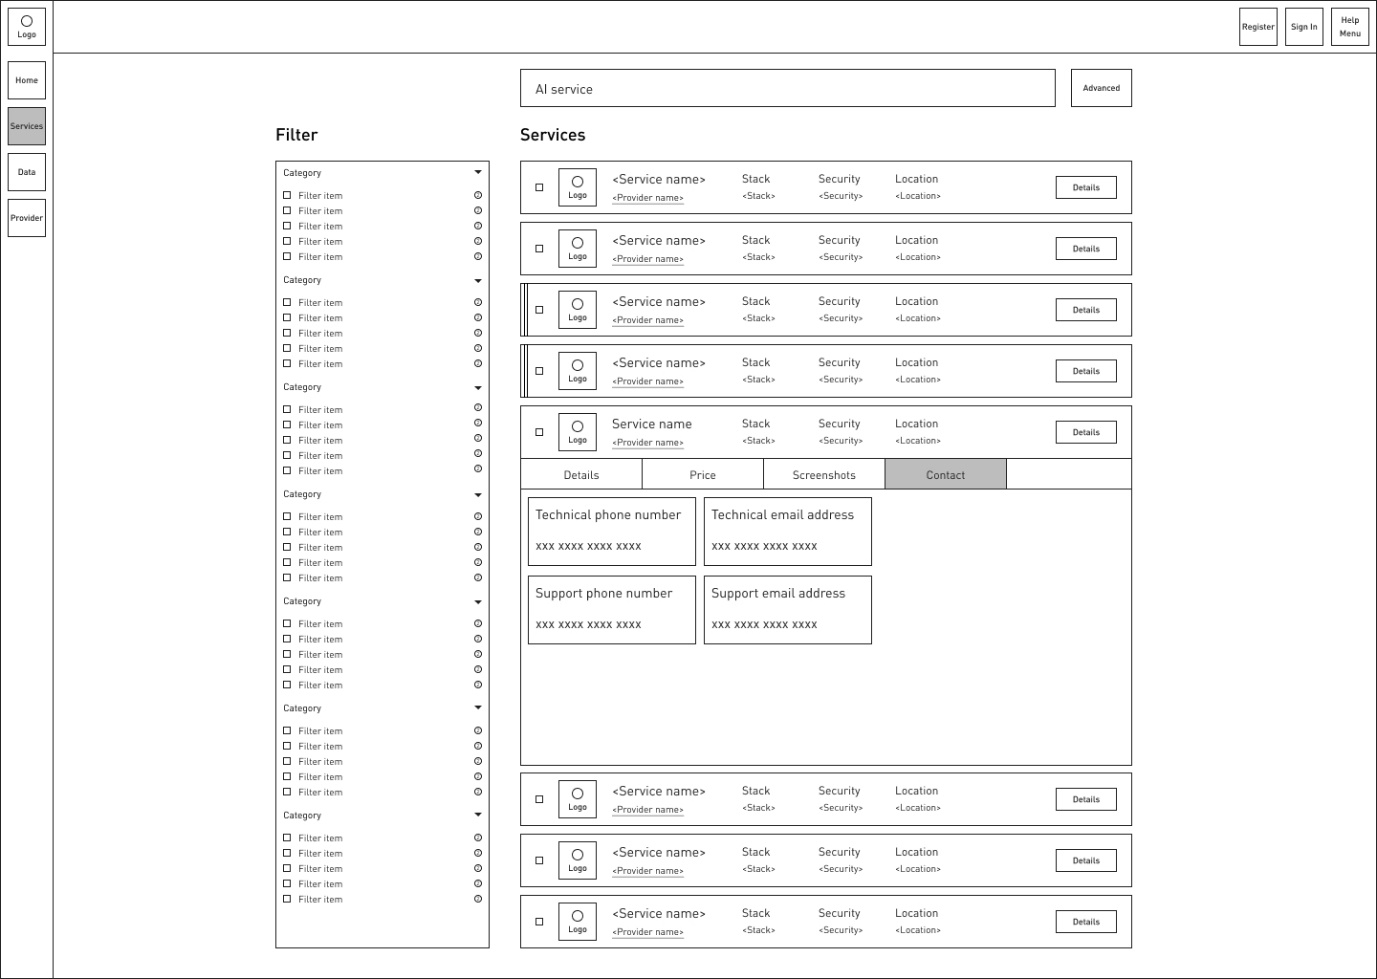 Logo
Register
Sign In
Help
Menu
Home
Services
Data
Provider
AI service
Advanced
Filter
Category
Filter item
Filter item
Filter item
Filter item
Filter item
Category
Filter item
Filter item
Filter item
Filter item
Filter item
Category
Filter item
Filter item
Filter item
Filter item
Filter item
Category
Filter item
Filter item
Filter item
Filter item
Filter item
Category
Filter item
Filter item
Filter item
Filter item
Filter item
Category
Filter item
Filter item
Filter item
Filter item
Filter item
Category
Filter item
Filter item
Filter item
Filter item
Filter item
Services
Logo
<Service name> Stack Security Location
<Provider name> <Stack> <Security> <Location>
Details
Logo
<Service name> Stack Security Location
<Provider name> <Stack> <Security> <Location>
Details
Logo
<Service name> Stack Security Location
<Provider name> <Stack> <Security> <Location>
Details
Logo
<Service name> Stack Security Location
<Provider name> <Stack> <Security> <Location>
Details
Logo
Service name Stack Security Location
<Provider name> <Stack> <Security> <Location>
Details
Details Price Screenshots Contact
Technical phone number
xxx xxxx xxxx xxxx
Technical email address
xxx xxxx xxxx xxxx
Support phone number
xxx xxxx xxxx xxxx
Support email address
xxx xxxx xxxx xxxx
Logo
<Service name> Stack Security Location
<Provider name> <Stack> <Security> <Location>
Details
Logo
<Service name> Stack Security Location
<Provider name> <Stack> <Security> <Location>
Details
Logo
<Service name> Stack Security Location
<Provider name> <Stack> <Security> <Location>
Details